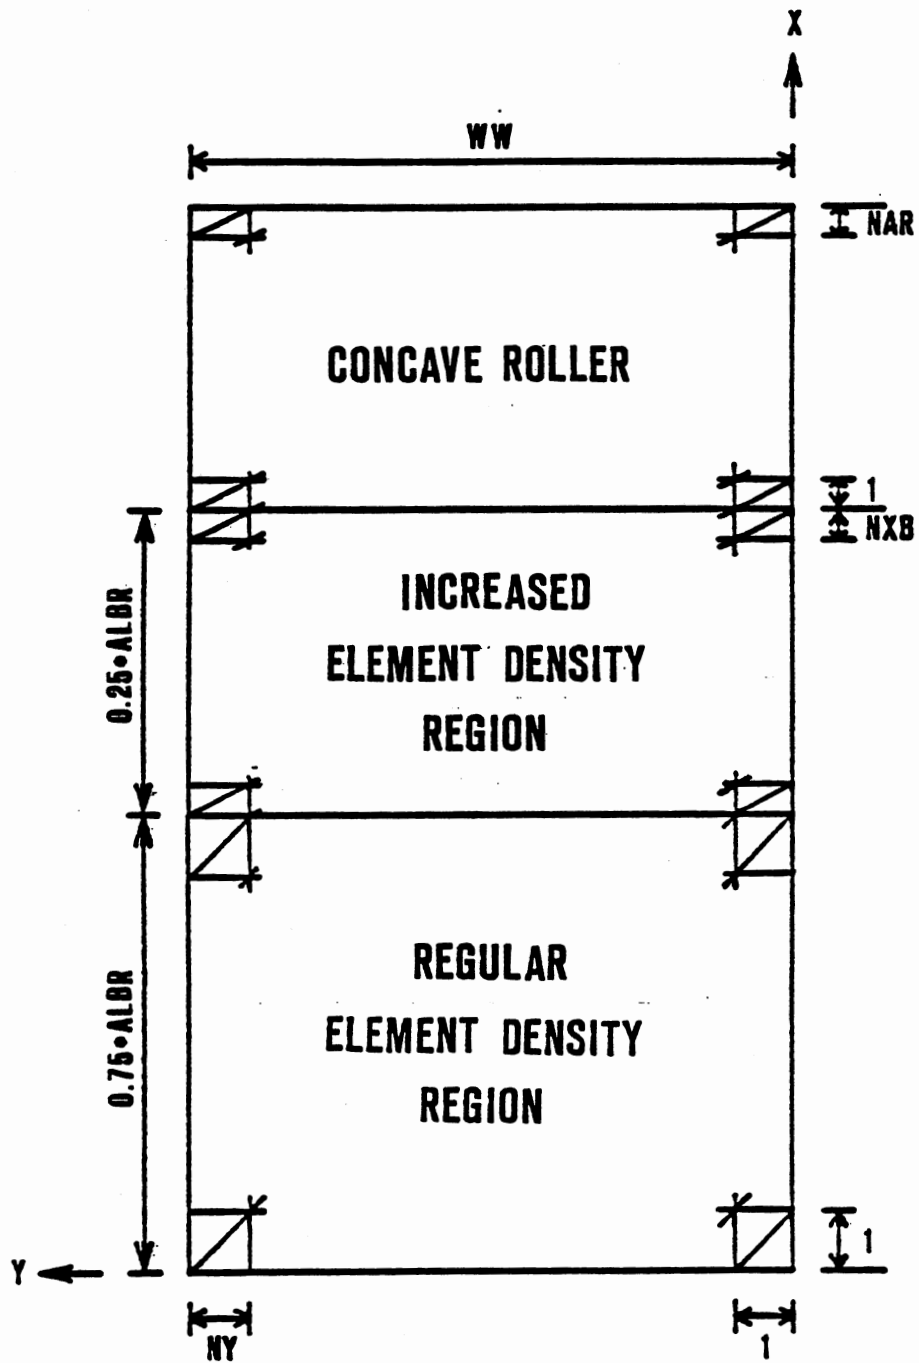 X
WW
NAR
CONCAVE ROLLER
1
NXB
INCREASED
ELEMENT DENSITY
REGION
0.25•ALBR
REGULAR
ELEMENT DENSITY
REGION
0.75•ALBR
1
Y
NY
1